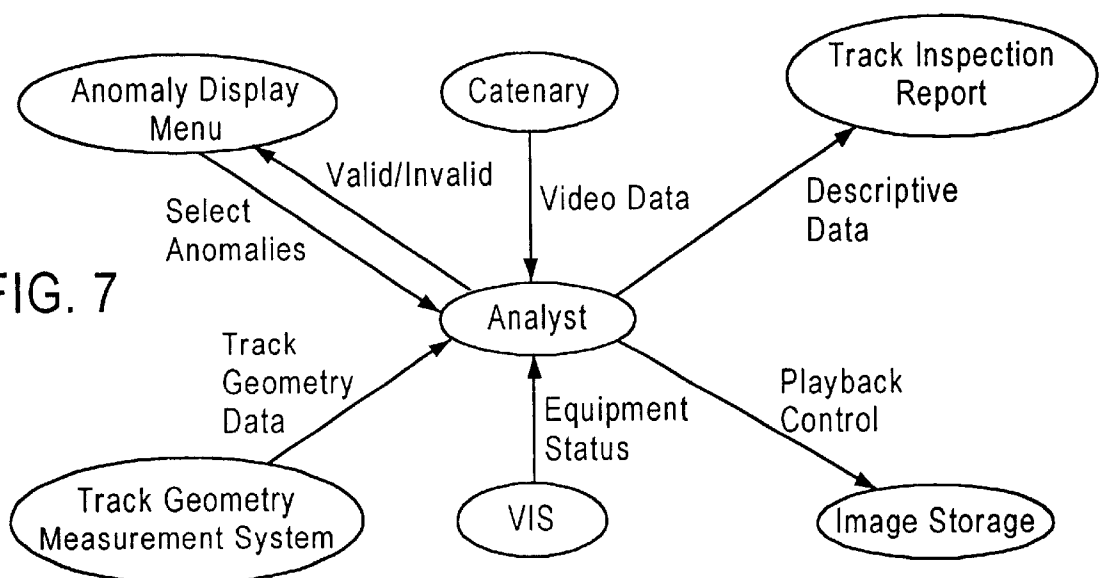 Anomaly Display
Menu
Catenary
Track Inspection
Report
Valid/Invalid
Select
Anomalies
Video Data
Descriptive
Data
FIG. 7
Analyst
Track
Geometry
Data
Equipment
Status
Playback
Control
Track Geometry
Measurement System
VIS
Image Storage